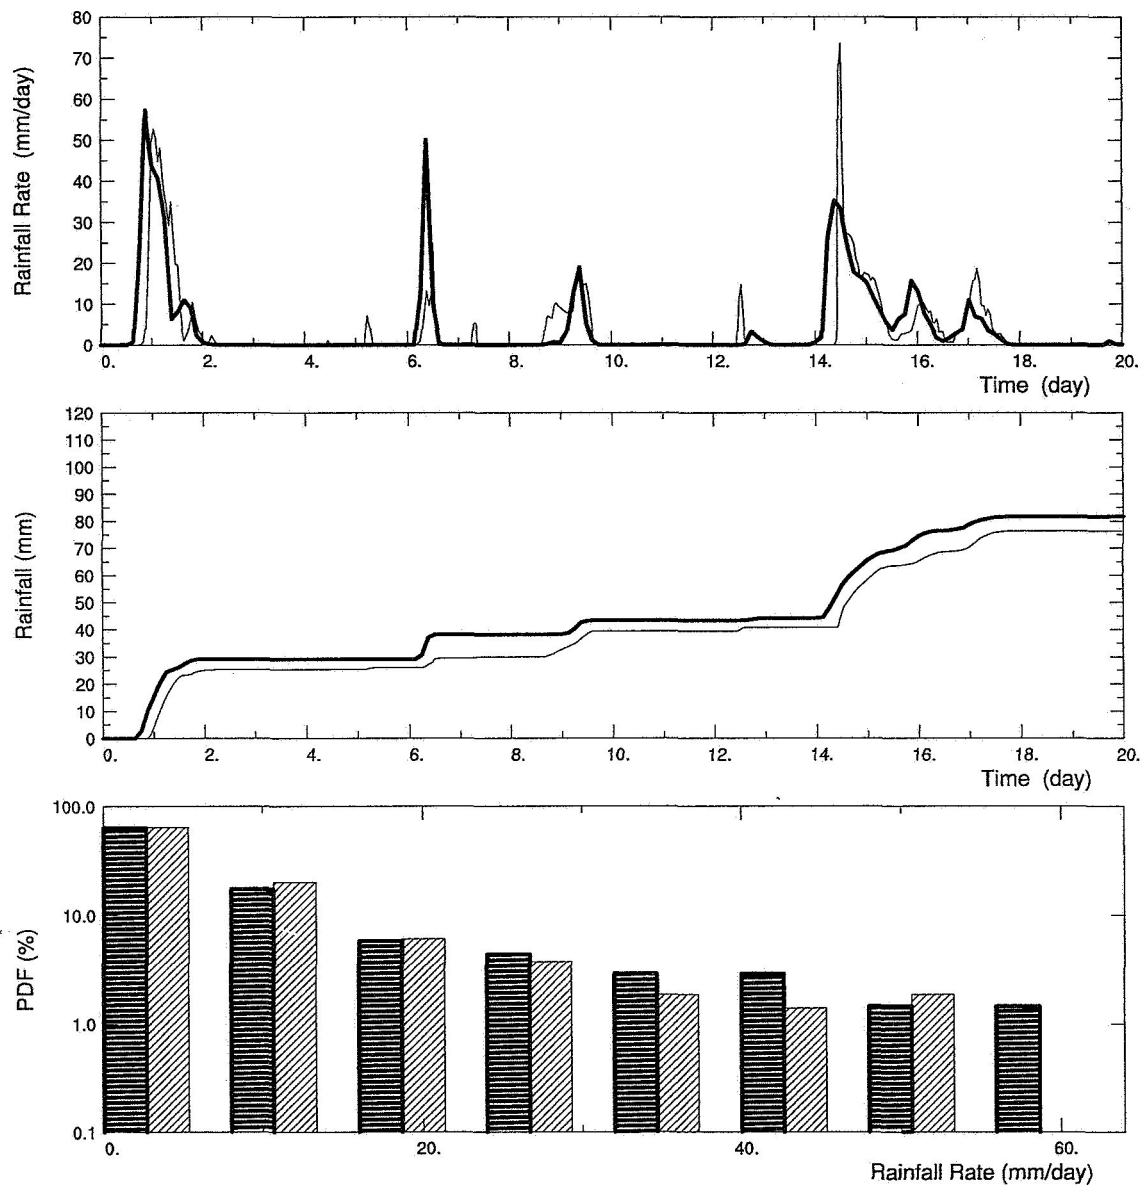 80
70
60
50
40
30
20
10
0
Rainfall Rate (mm/day)
0. 2. 4. 6. 8. 10. 12. 14. 16. 18. 20.
Time (day)
120
110
100
90
80
70
60
50
40
30
20
10
0
Rainfall (mm)
0. 2. 4. 6. 8. 10. 12. 14. 16. 18. 20.
Time (day)
100.0
10.0
1.0
0.1
PDF (%)
0. 20. 40. 60.
Rainfall Rate (mm/day)